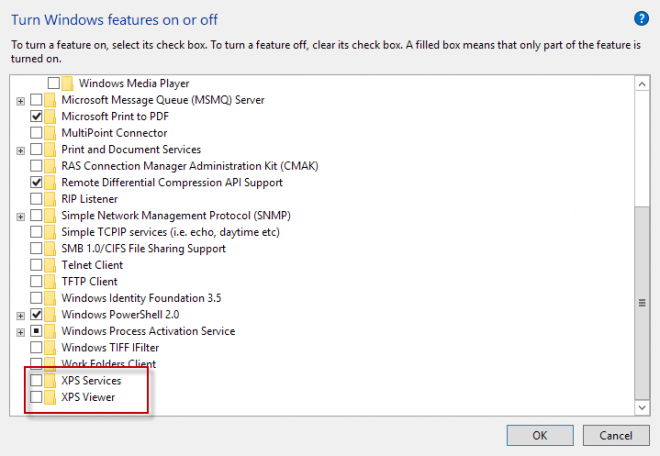 Turn Windows features on or off
?
To turn a feature on, select its check box. To turn a feature off, clear its check box. A filled box means that only part of the feature is
turned on.
Windows Media Player
Microsoft Message Queue (MSMQ) Server
Microsoft Print to PDF
MultiPoint Connector
Print and Document Services
RAS Connection Manager Administration Kit (CMAK)
Remote Differential Compression API Support
RIP Listener
Simple Network Management Protocol (SNMP)
Simple TCPIP services (i.e. echo, daytime etc)
SMB 1.0/CIFS File Sharing Support
Telnet Client
TFTP Client
Windows Identity Foundation 3.5
Windows PowerShell 2.0
Windows Process Activation Service
Windows TIFF IFilter
Work Folders Client
XPS Services
XPS Viewer
OK
Cancel